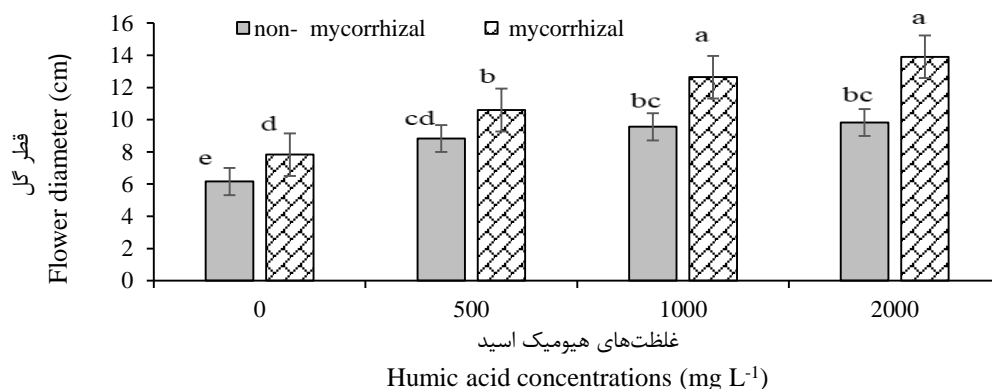 16
14
12
10
8
6
4
2
0
non- mycorrhizal
mycorrhizal
e
d
cd
b
bc
a
bc
a
قطر گل
Flower diameter (cm)
0
500
1000
2000
غلظت‌های هیومیک اسید
Humic acid concentrations (mg L⁻¹)